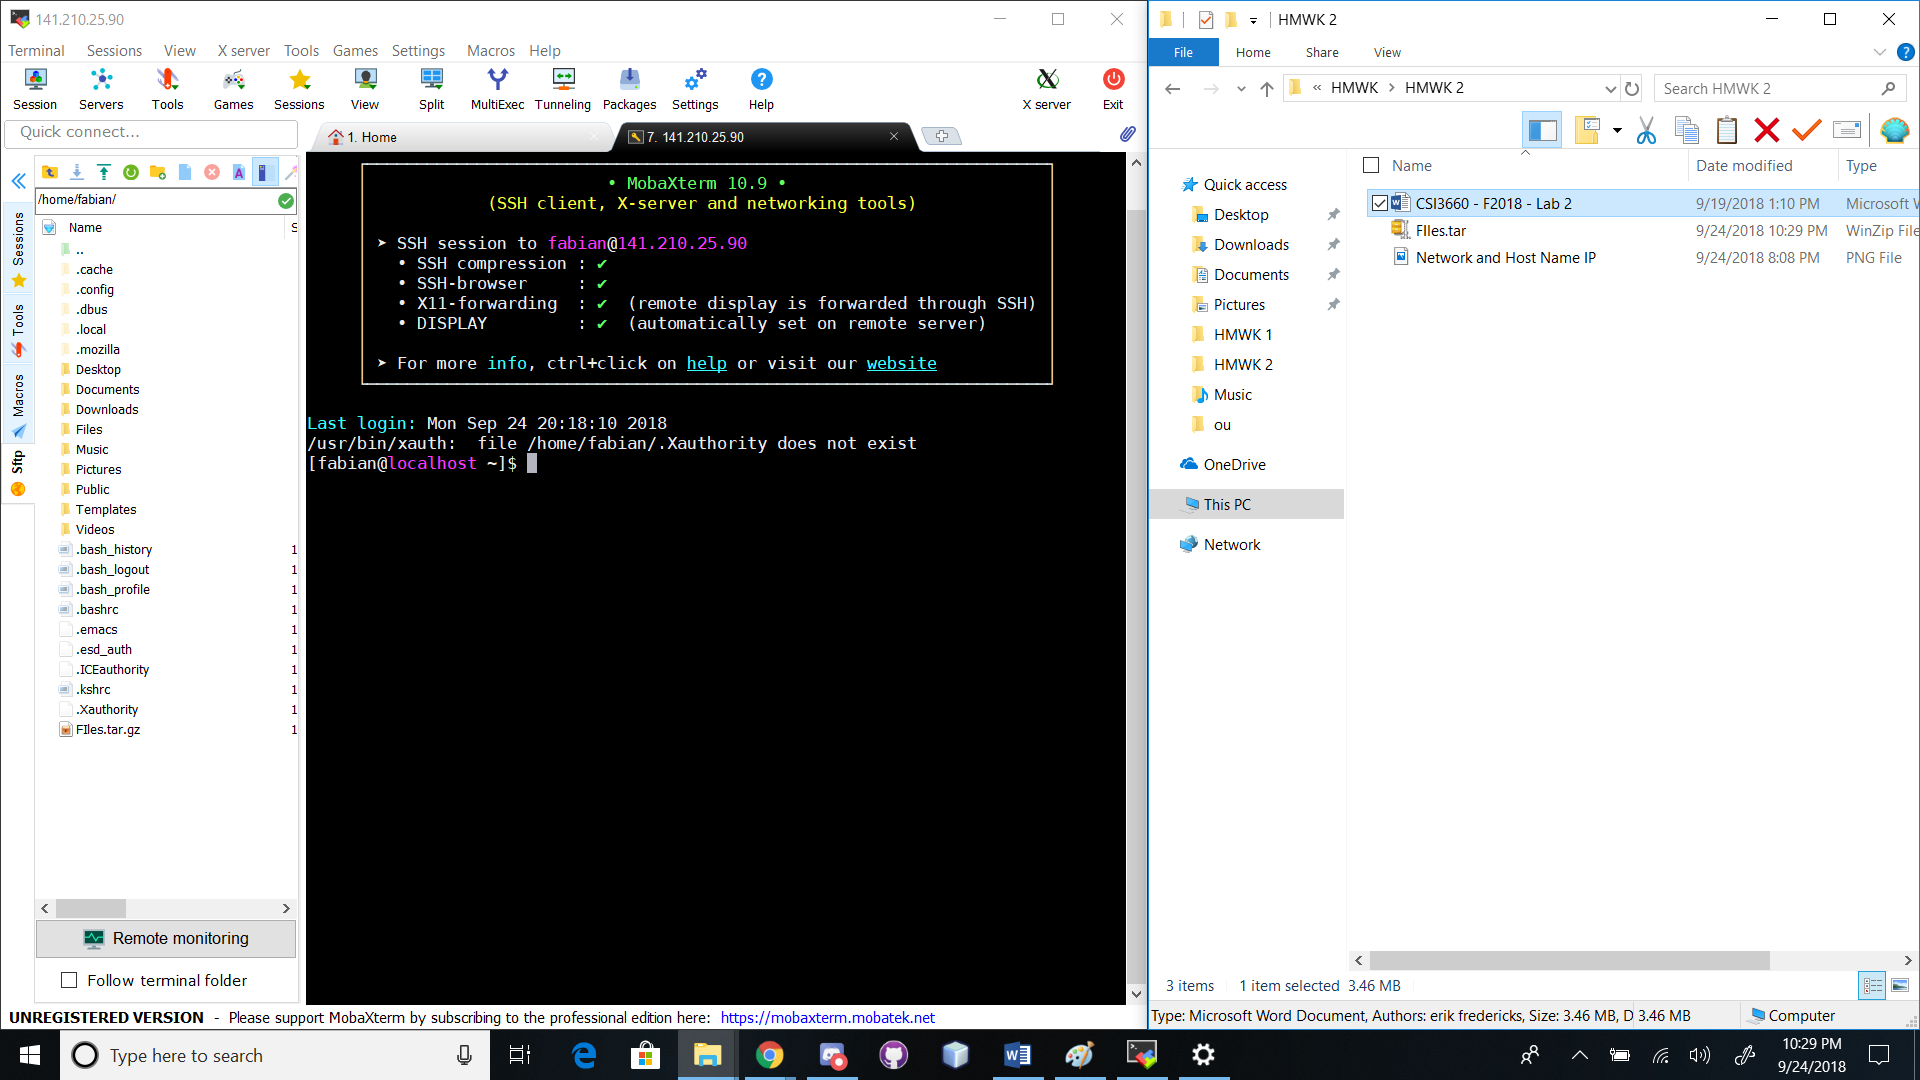 141.210.25.90
Terminal Sessions View X server Tools Games Settings Macros Help
Session Servers Tools Games Sessions View Split MultiExec Tunneling Packages Settings Help X server Exit
Quick connect...
1. Home
7. 141.210.25.90
/home/fabian/
Name S
..
.cache
.config
.dbus
.local
.mozilla
Desktop
Documents
Downloads
Files
Music
Pictures
Public
Templates
Videos
.bash_history 1
.bash_logout 1
.bash_profile 1
.bashrc 1
.emacs 1
.esd_auth 1
.ICEauthority 1
.kshrc 1
.Xauthority 1
FIles.tar.gz 1
Sessions
Tools
Macros
Sftp
Remote monitoring
Follow terminal folder
• MobaXterm 10.9 •
(SSH client, X-server and networking tools)
➤ SSH session to fabian@141.210.25.90
• SSH compression : ✔
• SSH-browser : ✔
• X11-forwarding : ✔ (remote display is forwarded through SSH)
• DISPLAY : ✔ (automatically set on remote server)
➤ For more info, ctrl+click on help or visit our website
Last login: Mon Sep 24 20:18:10 2018
/usr/bin/xauth: file /home/fabian/.Xauthority does not exist
[fabian@localhost ~]$
UNREGISTERED VERSION - Please support MobaXterm by subscribing to the professional edition here: https://mobaxterm.mobatek.net
HMWK 2
File Home Share View
« HMWK > HMWK 2
Search HMWK 2
Name Date modified Type
CSI3660 - F2018 - Lab 2 9/19/2018 1:10 PM Microsoft W
FIles.tar 9/24/2018 10:29 PM WinZip File
Network and Host Name IP 9/24/2018 8:08 PM PNG File
Quick access
Desktop
Downloads
Documents
Pictures
HMWK 1
HMWK 2
Music
ou
OneDrive
This PC
Network
3 items 1 item selected 3.46 MB
Type: Microsoft Word Document, Authors: erik fredericks, Size: 3.46 MB, D 3.46 MB Computer
Type here to search
10:29 PM
9/24/2018